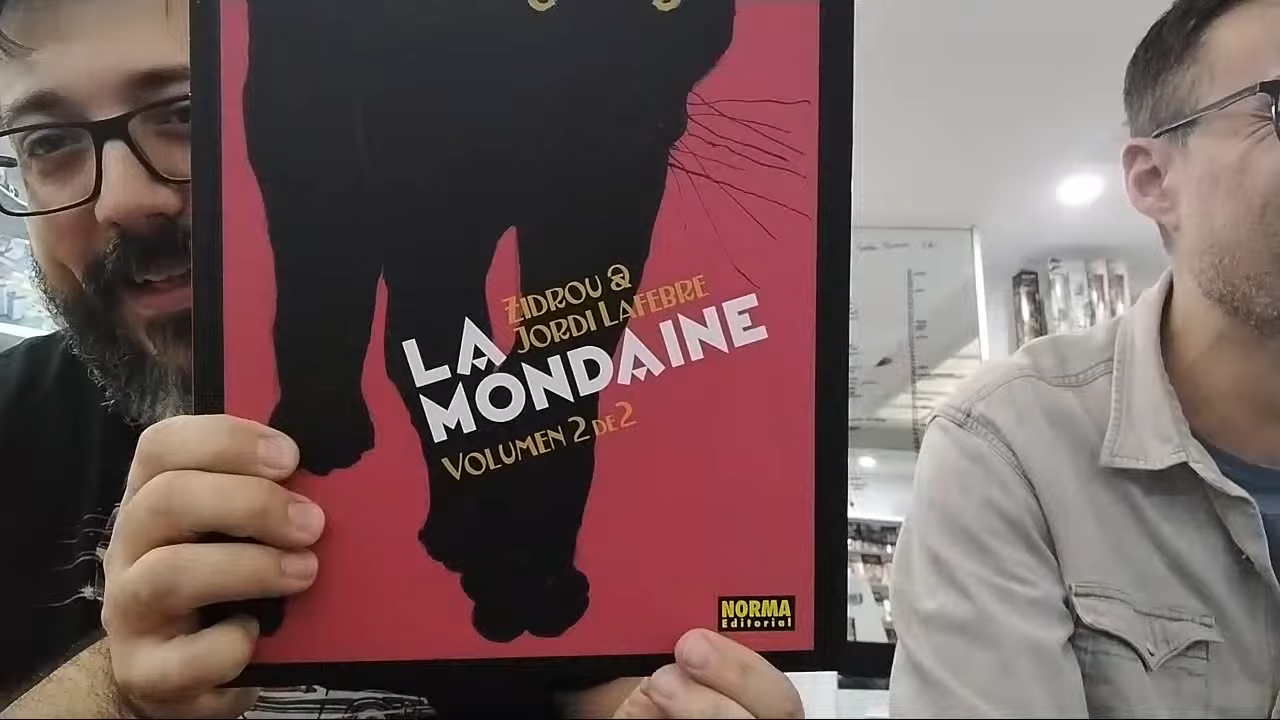 ZIDROU &
JORDI LAFEBRE
LA
MONDAINE
VOLUMEN 2 DE 2
NORMA
Editorial